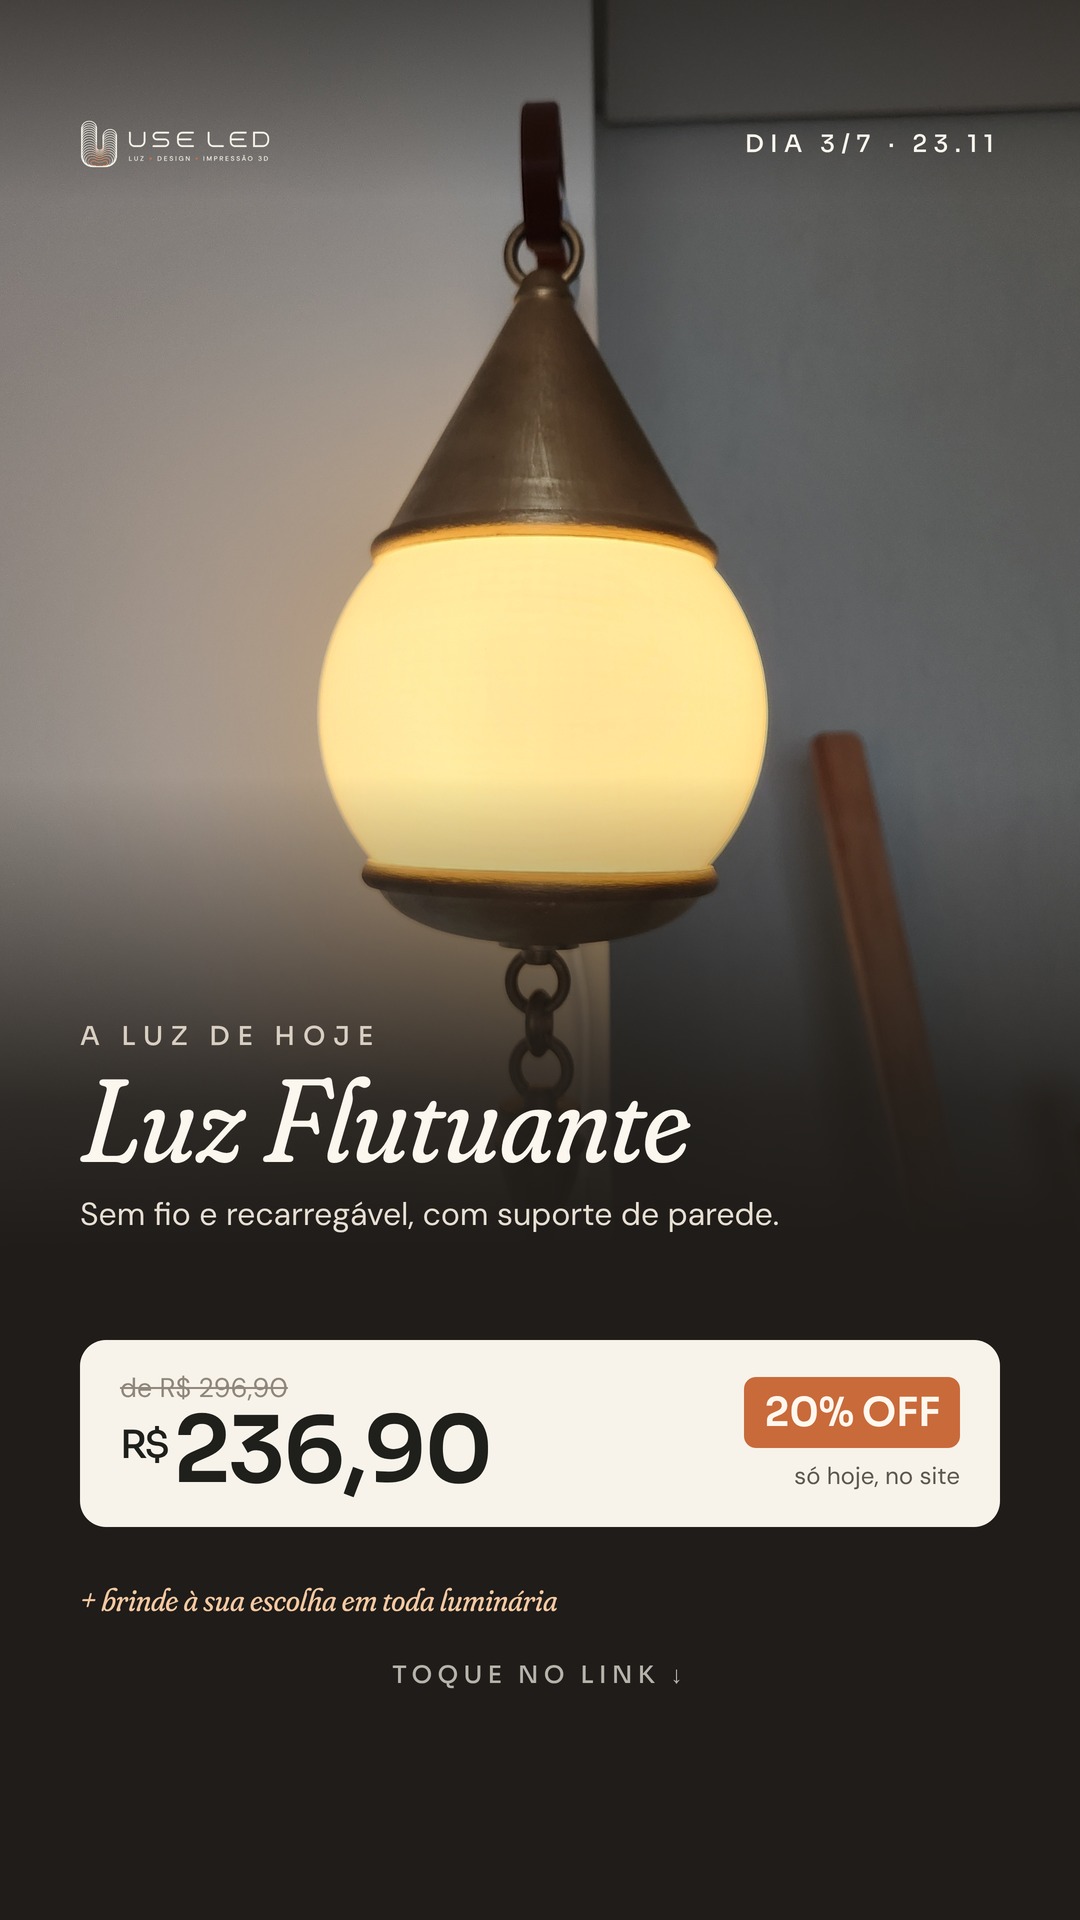 USE LED
LUZ · DESIGN · IMPRESSÃO 3D
DIA 3/7 · 23.11
A LUZ DE HOJE
Luz Flutuante
Sem fio e recarregável, com suporte de parede.
de R$ 296,90
R$ 236,90
20% OFF
só hoje, no site
+ brinde à sua escolha em toda luminária
TOQUE NO LINK ↓